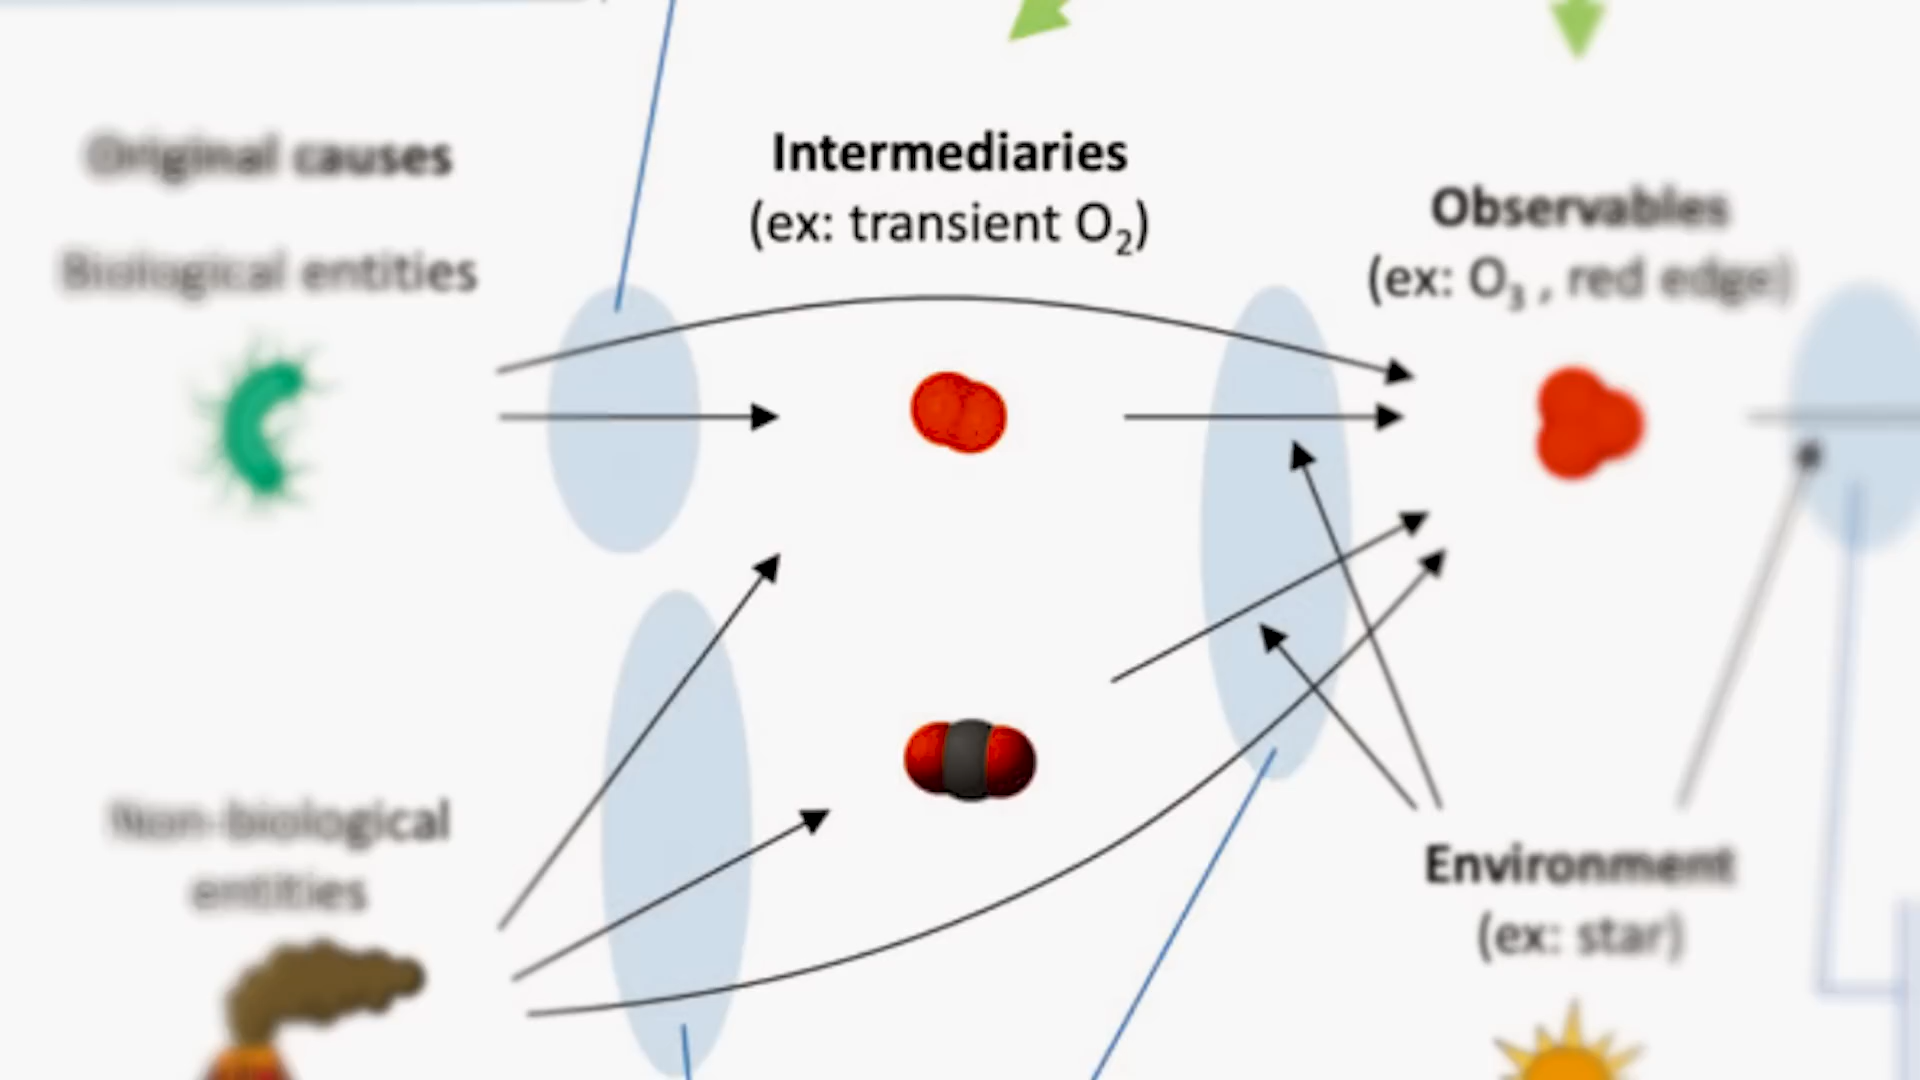 Original causes
Biological entities
Intermediaries
(ex: transient O₂)
Observables
(ex: O₃ , red edge)
Non-biological
entities
Environment
(ex: star)